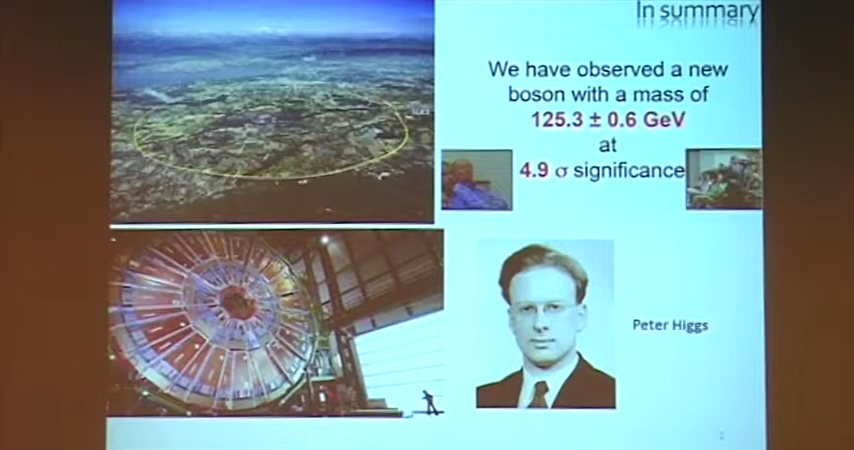 In summary
We have observed a new
boson with a mass of
125.3 ± 0.6 GeV
at
4.9 σ significance
Peter Higgs